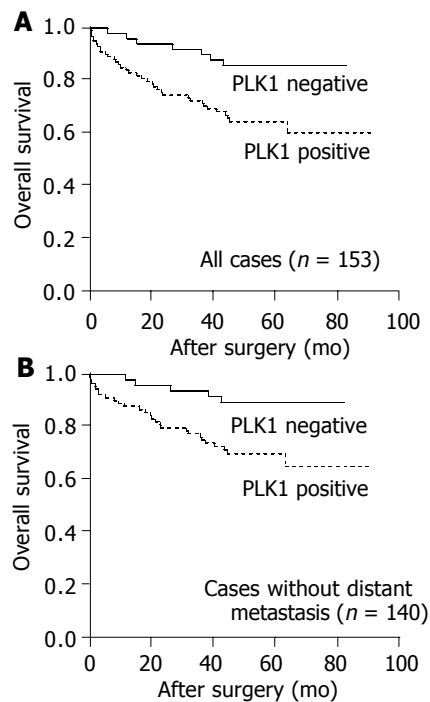 A
1.0
0.8
0.6
0.4
0.2
0.0
Overall survival
PLK1 negative
PLK1 positive
All cases (n = 153)
0 20 40 60 80 100
After surgery (mo)
B
1.0
0.8
0.6
0.4
0.2
0.0
Overall survival
PLK1 negative
PLK1 positive
Cases without distant
metastasis (n = 140)
0 20 40 60 80 100
After surgery (mo)